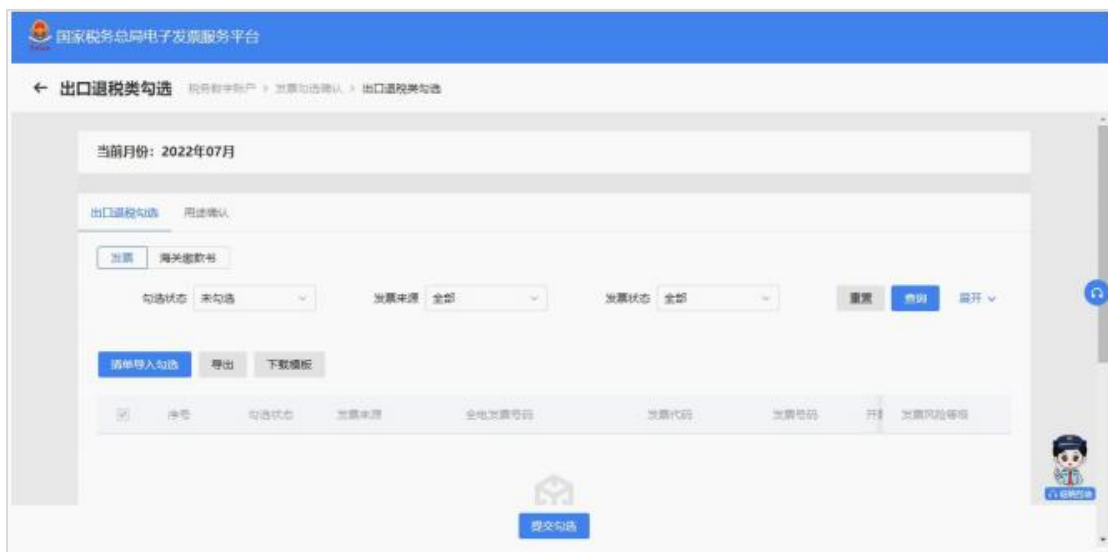 国家税务总局电子发票服务平台
← 出口退税类勾选 税务数字账户 > 发票勾选确认 > 出口退税类勾选
当前月份：2022年07月
出口退税勾选 用途确认
发票 海关缴款书
勾选状态 未勾选 发票来源 全部 发票状态 全部 重置 查询 展开
清单导入勾选 导出 下载模板
序号 勾选状态 发票来源 全电发票号码 发票代码 发票号码 开票 发票风险等级
提交勾选